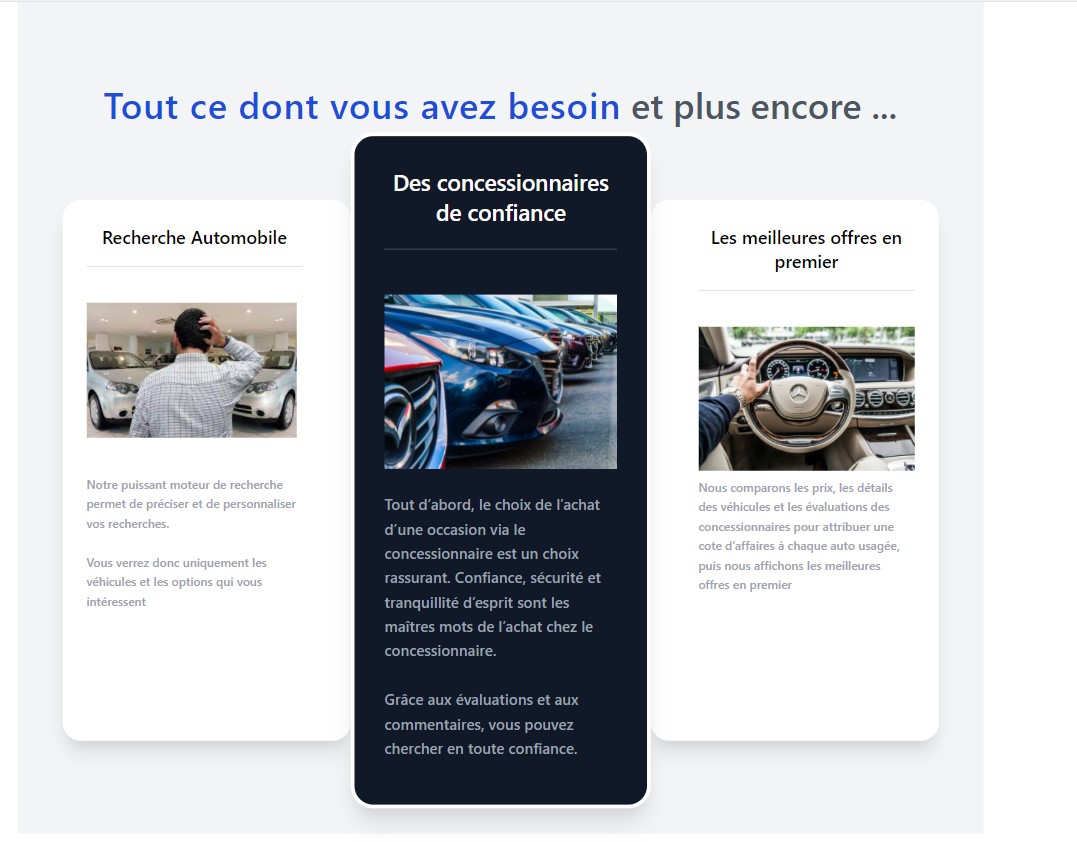 Tout ce dont vous avez besoin et plus encore ...
Recherche Automobile
Notre puissant moteur de recherche
permet de préciser et de personnaliser
vos recherches.
Vous verrez donc uniquement les
véhicules et les options qui vous
intéressent
Des concessionnaires
de confiance
Tout d’abord, le choix de l’achat
d’une occasion via le
concessionnaire est un choix
rassurant. Confiance, sécurité et
tranquillité d’esprit sont les
maîtres mots de l’achat chez le
concessionnaire.
Grâce aux évaluations et aux
commentaires, vous pouvez
chercher en toute confiance.
Les meilleures offres en
premier
Nous comparons les prix, les détails
des véhicules et les évaluations des
concessionnaires pour attribuer une
cote d’affaires à chaque auto usagée,
puis nous affichons les meilleures
offres en premier